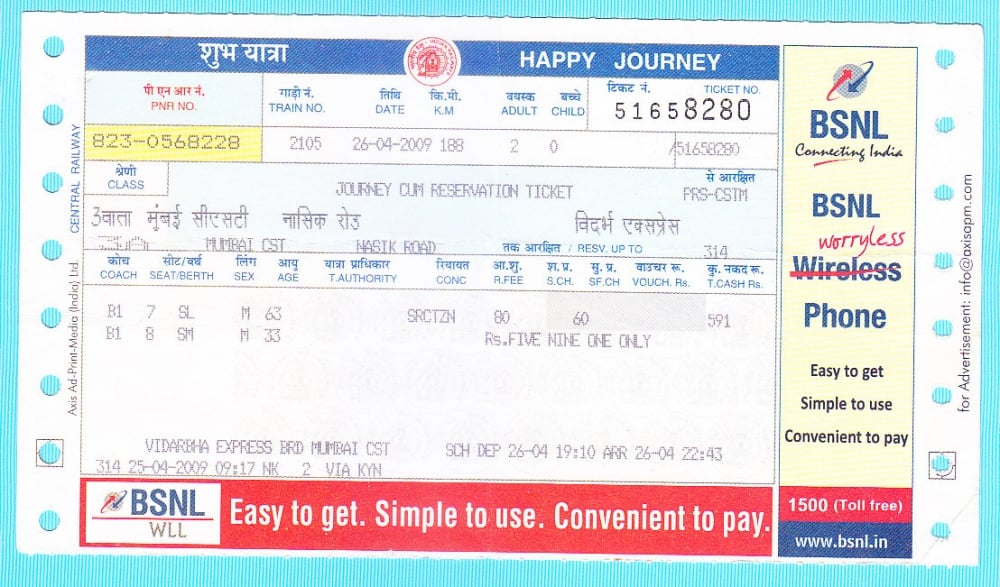 शुभ यात्रा HAPPY JOURNEY
पी एन आर नं. गाड़ी नं. तिथि कि.मी. वयस्क बच्चे टिकट नं. TICKET NO.
PNR NO. TRAIN NO. DATE K.M ADULT CHILD 51658280
823-0568228 2105 26-04-2009 188 2 0 /51658280
श्रेणी से आरक्षित
CLASS JOURNEY CUM RESERVATION TICKET PRS-CSTM
3वाता मुंबई सीएसटी नासिक रोड विदर्भ एक्सप्रेस
MUMBAI CST NASIK ROAD तक आरक्षित / RESV. UP TO 314
कोच सीट/बर्थ लिंग आयु यात्रा प्राधिकार रियायत आ.शु. श.प्र. सु.प्र. वाउचर रू. कु. नकद रू.
COACH SEAT/BERTH SEX AGE T.AUTHORITY CONC R.FEE S.CH. SF.CH VOUCH. Rs. T.CASH Rs.
B1 7 SL M 63 SRCTZN 80 60 591
B1 8 SM M 33 Rs.FIVE NINE ONE ONLY
VIDARBHA EXPRESS BRD MUMBAI CST SCH DEP 26-04 19:10 ARR 26-04 22:43
314 25-04-2009 09:17 NK 2 VIA KYN
BSNL
WLL
Easy to get. Simple to use. Convenient to pay.
CENTRAL RAILWAY
Axis Ad-Print-Media (India) Ltd.
BSNL
Connecting India
BSNL
worryless
Wireless
Phone
Easy to get
Simple to use
Convenient to pay
1500 (Toll free)
www.bsnl.in
for Advertisement: info@axisopm.com